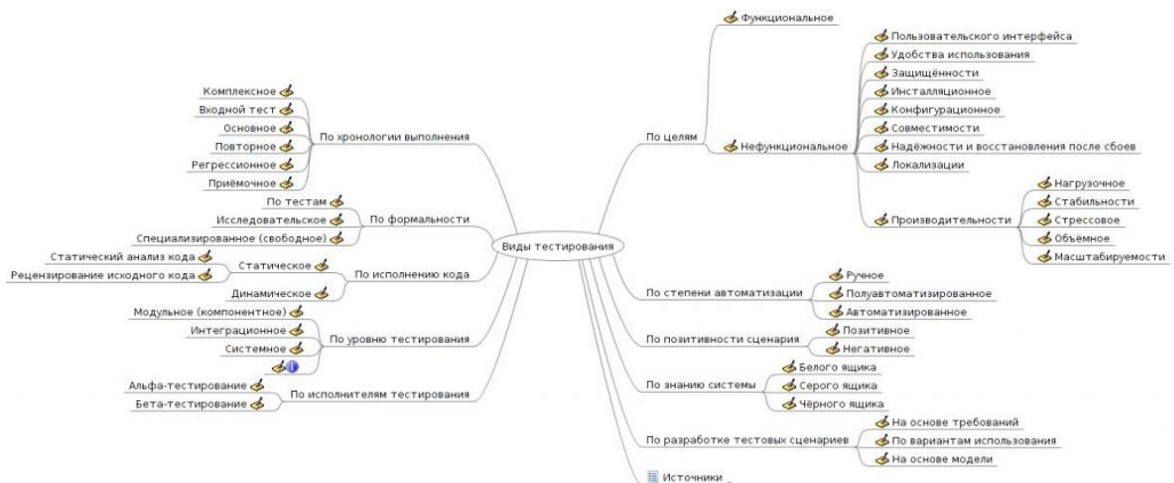 Виды тестирования
По хронологии выполнения
Комплексное
Входной тест
Основное
Повторное
Регрессионное
Приёмочное
По формальности
По тестам
Исследовательское
Специализированное (свободное)
По исполнению кода
Статическое
Статический анализ кода
Рецензирование исходного кода
Динамическое
По уровню тестирования
Модульное (компонентное)
Интеграционное
Системное
По исполнителям тестирования
Альфа-тестирование
Бета-тестирование
По целям
Функциональное
Нефункциональное
Пользовательского интерфейса
Удобства использования
Защищённости
Инсталляционное
Конфигурационное
Совместимости
Надёжности и восстановления после сбоев
Локализации
Производительности
Нагрузочное
Стабильности
Стрессовое
Объёмное
Масштабируемости
По степени автоматизации
Ручное
Полуавтоматизированное
Автоматизированное
По позитивности сценария
Позитивное
Негативное
По знанию системы
Белого ящика
Серого ящика
Чёрного ящика
По разработке тестовых сценариев
На основе требований
По вариантам использования
На основе модели
Источники